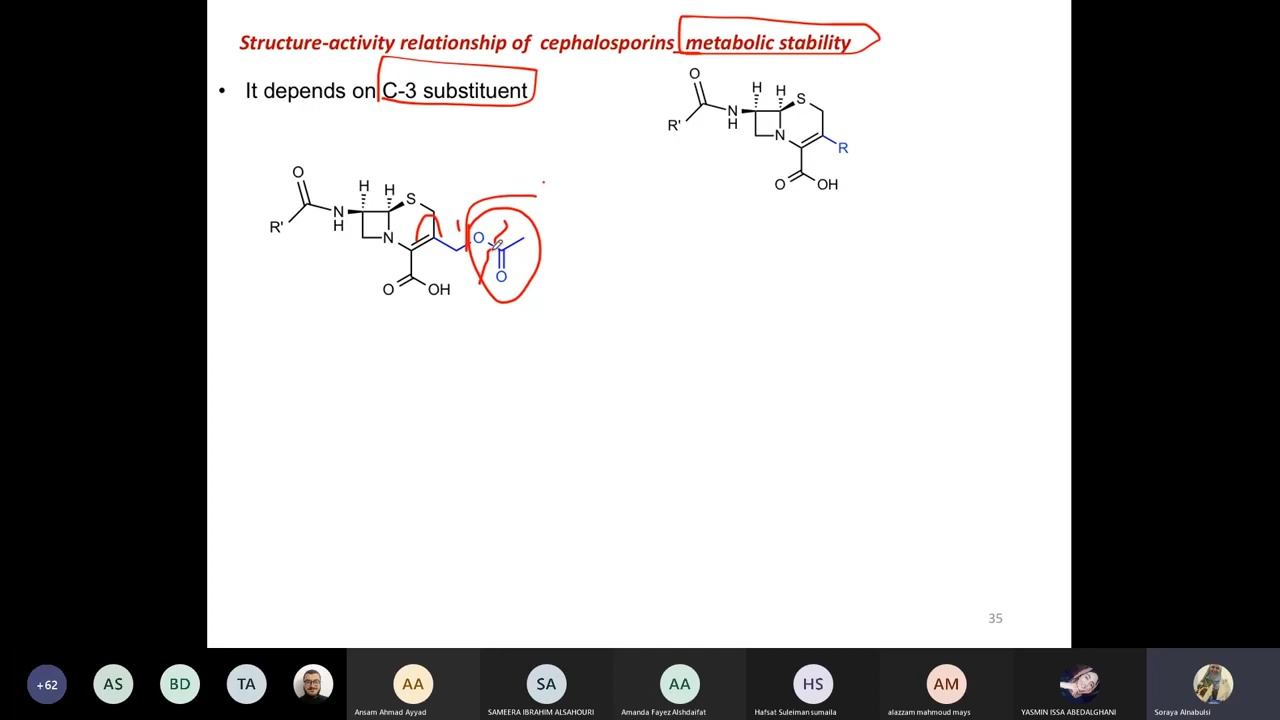 Structure-activity relationship of cephalosporins metabolic stability
• It depends on C-3 substituent
O
H H
S
N
H
R'
N
R
O OH
O
H H
S
N
H
R'
N
O
O
O OH
35
+62
AS
BD
TA
AA
SA
AA
HS
AM
Ansam Ahmad Ayyad
SAMEERA IBRAHIM ALSAHOURI
Amanda Fayez Alshdaifat
Hafsat Suleiman sumaila
alazzam mahmoud mays
YASMIN ISSA ABEDALGHANI
Soraya Alnabulsi